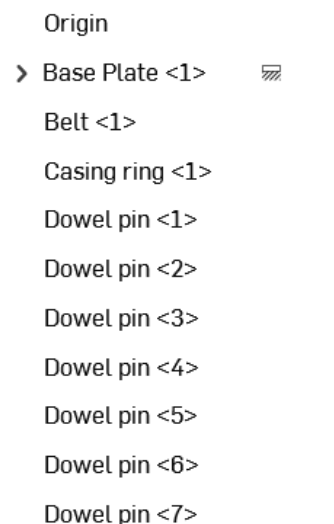 Origin
Base Plate <1>
Belt <1>
Casing ring <1>
Dowel pin <1>
Dowel pin <2>
Dowel pin <3>
Dowel pin <4>
Dowel pin <5>
Dowel pin <6>
Dowel pin <7>